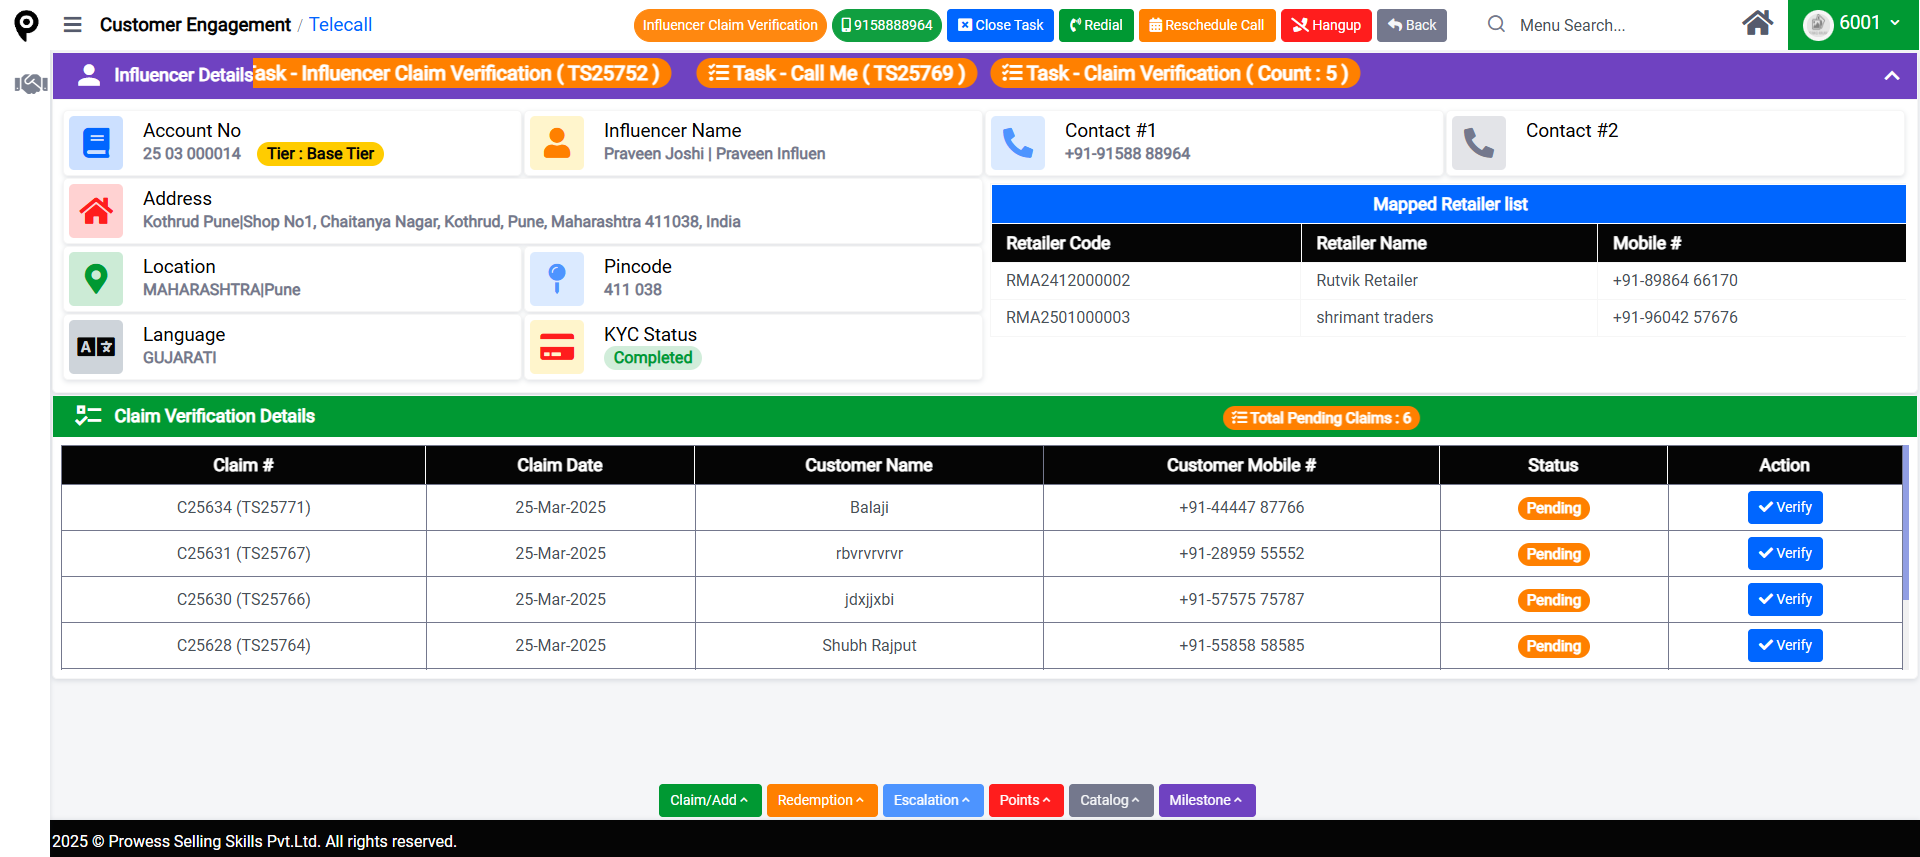 Customer Engagement / Telecall
Influencer Claim Verification
9158888964
Close Task
Redial
Reschedule Call
Hangup
Back
Menu Search...
6001
Influencer Details
Task - Influencer Claim Verification ( TS25752 )
Task - Call Me ( TS25769 )
Task - Claim Verification ( Count : 5 )
Account No
25 03 000014
Tier : Base Tier
Influencer Name
Praveen Joshi | Praveen Influen
Contact #1
+91-91588 88964
Contact #2
Address
Kothrud Pune|Shop No1, Chaitanya Nagar, Kothrud, Pune, Maharashtra 411038, India
Location
MAHARASHTRA|Pune
Pincode
411 038
Language
GUJARATI
KYC Status
Completed
Mapped Retailer list
Retailer Code Retailer Name Mobile #
RMA2412000002 Rutvik Retailer +91-89864 66170
RMA2501000003 shrimant traders +91-96042 57676
Claim Verification Details
Total Pending Claims : 6
Claim # Claim Date Customer Name Customer Mobile # Status Action
C25634 (TS25771) 25-Mar-2025 Balaji +91-44447 87766 Pending Verify
C25631 (TS25767) 25-Mar-2025 rbvrvrvrvr +91-28959 55552 Pending Verify
C25630 (TS25766) 25-Mar-2025 jdxjjxbi +91-57575 75787 Pending Verify
C25628 (TS25764) 25-Mar-2025 Shubh Rajput +91-55858 58585 Pending Verify
Claim/Add
Redemption
Escalation
Points
Catalog
Milestone
2025 © Prowess Selling Skills Pvt.Ltd. All rights reserved.